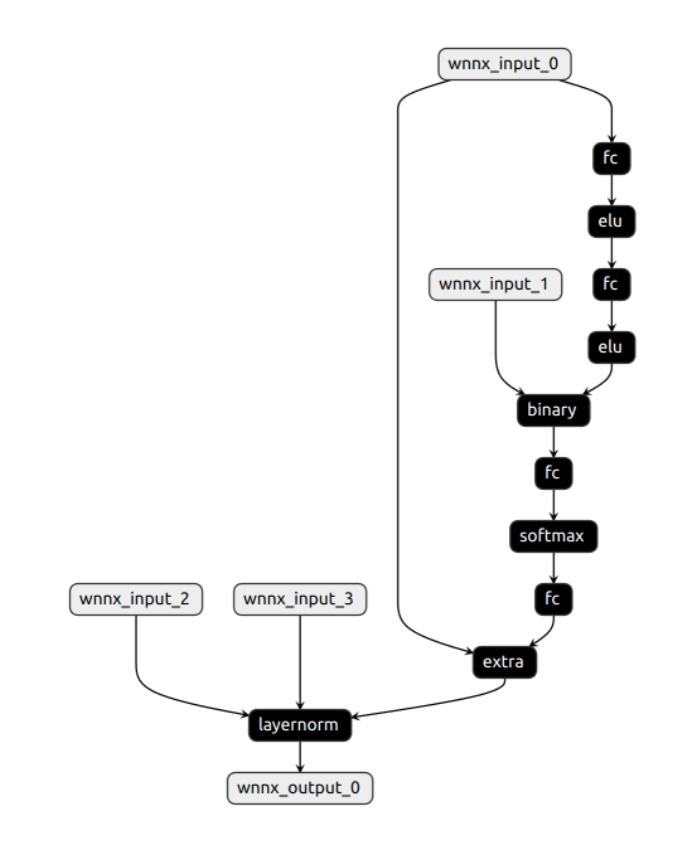 wnnx_input_0
fc
elu
wnnx_input_1
fc
elu
binary
fc
softmax
wnnx_input_2
wnnx_input_3
fc
extra
layernorm
wnnx_output_0